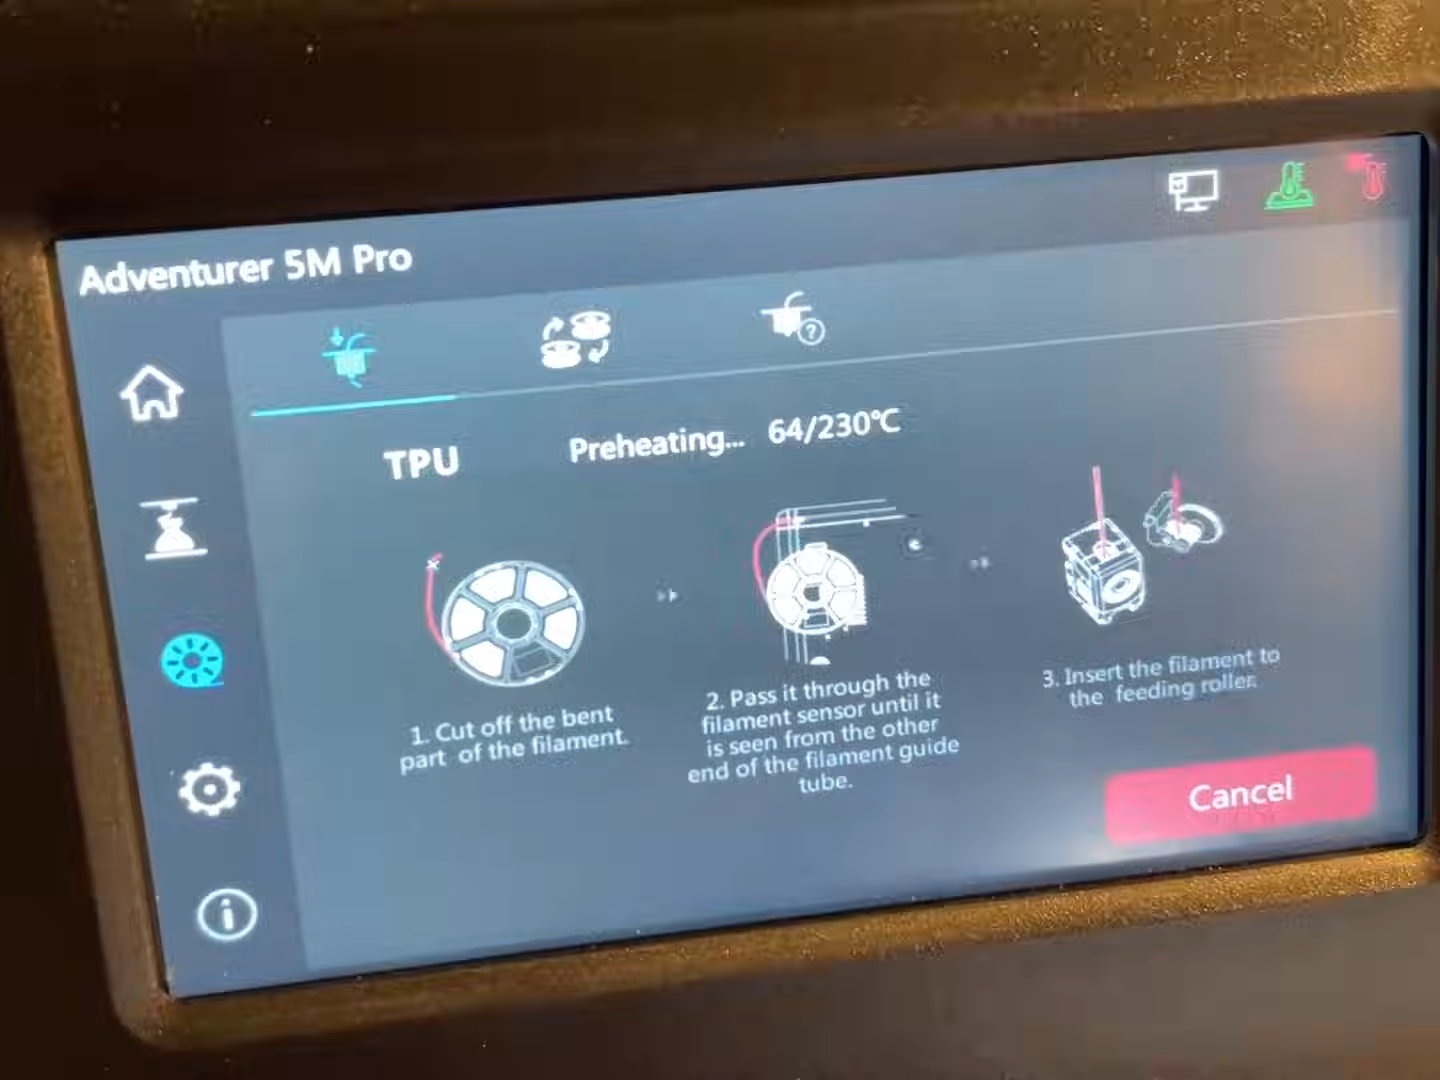 Adventurer 5M Pro
TPU
Preheating... 64/230℃
1. Cut off the bent
part of the filament.
2. Pass it through the
filament sensor until it
is seen from the other
end of the filament guide
tube.
3. Insert the filament to
the feeding roller.
Cancel